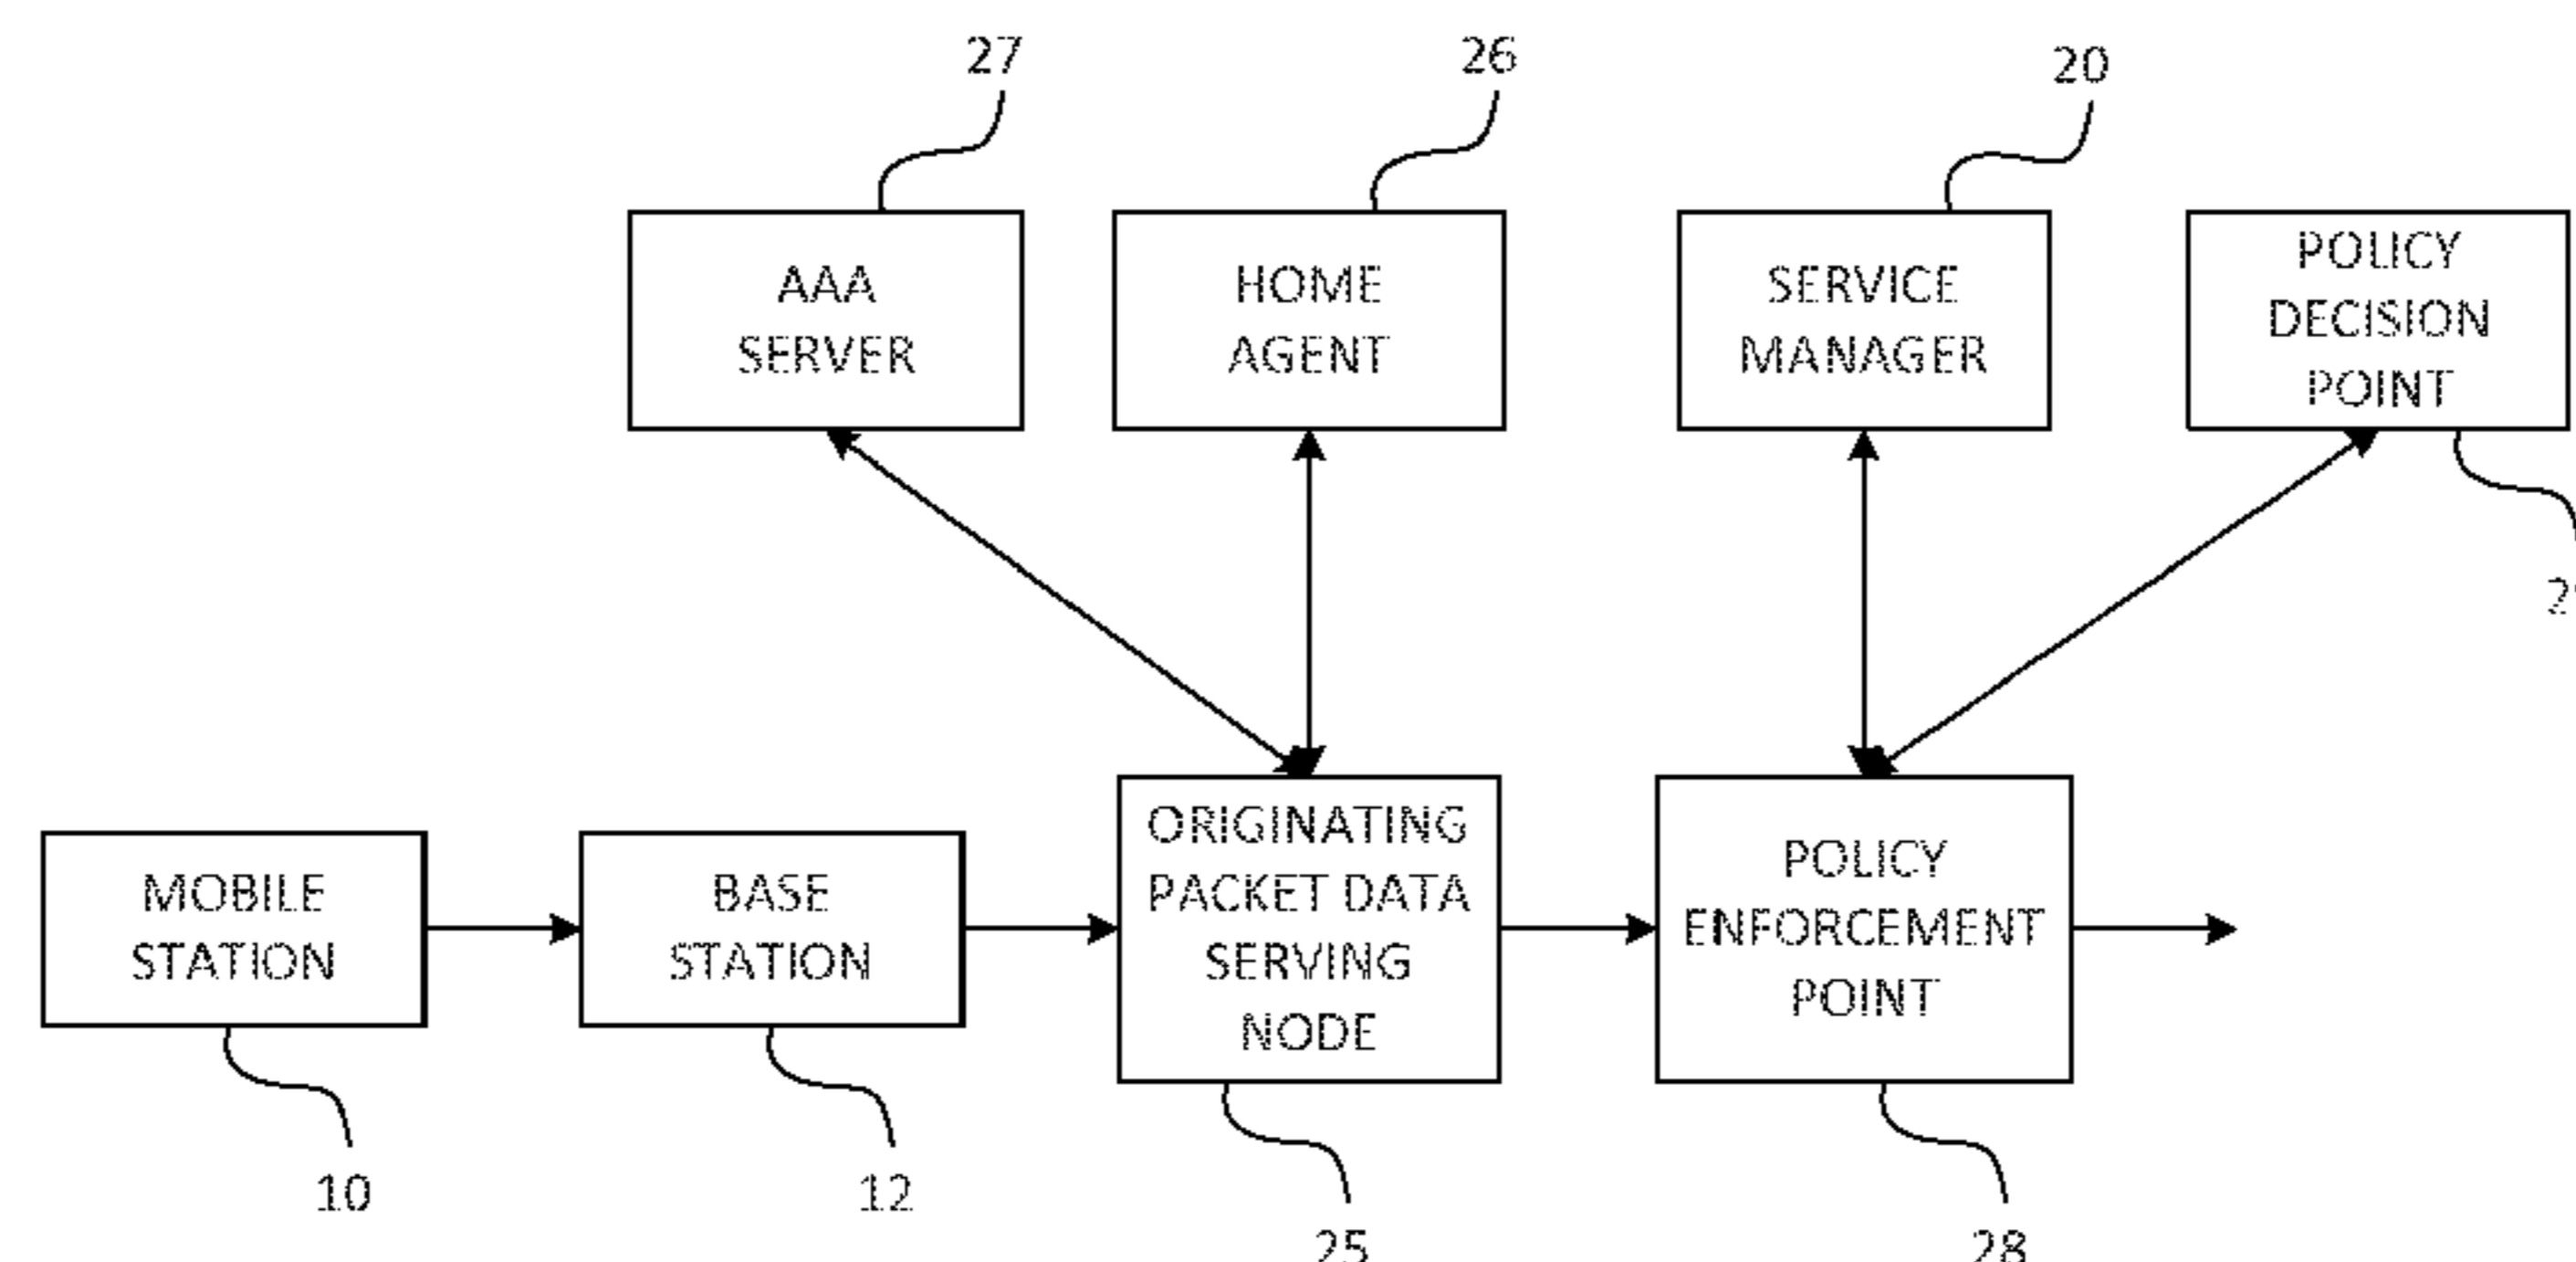 27
26
20
AAA
SERVER
HOME
AGENT
SERVICE
MANAGER
POLICY
DECISION
POINT
MOBILE
STATION
BASE
STATION
ORIGINATING
PACKET DATA
SERVING
NODE
POLICY
ENFORCEMENT
POINT
10
12
25
28